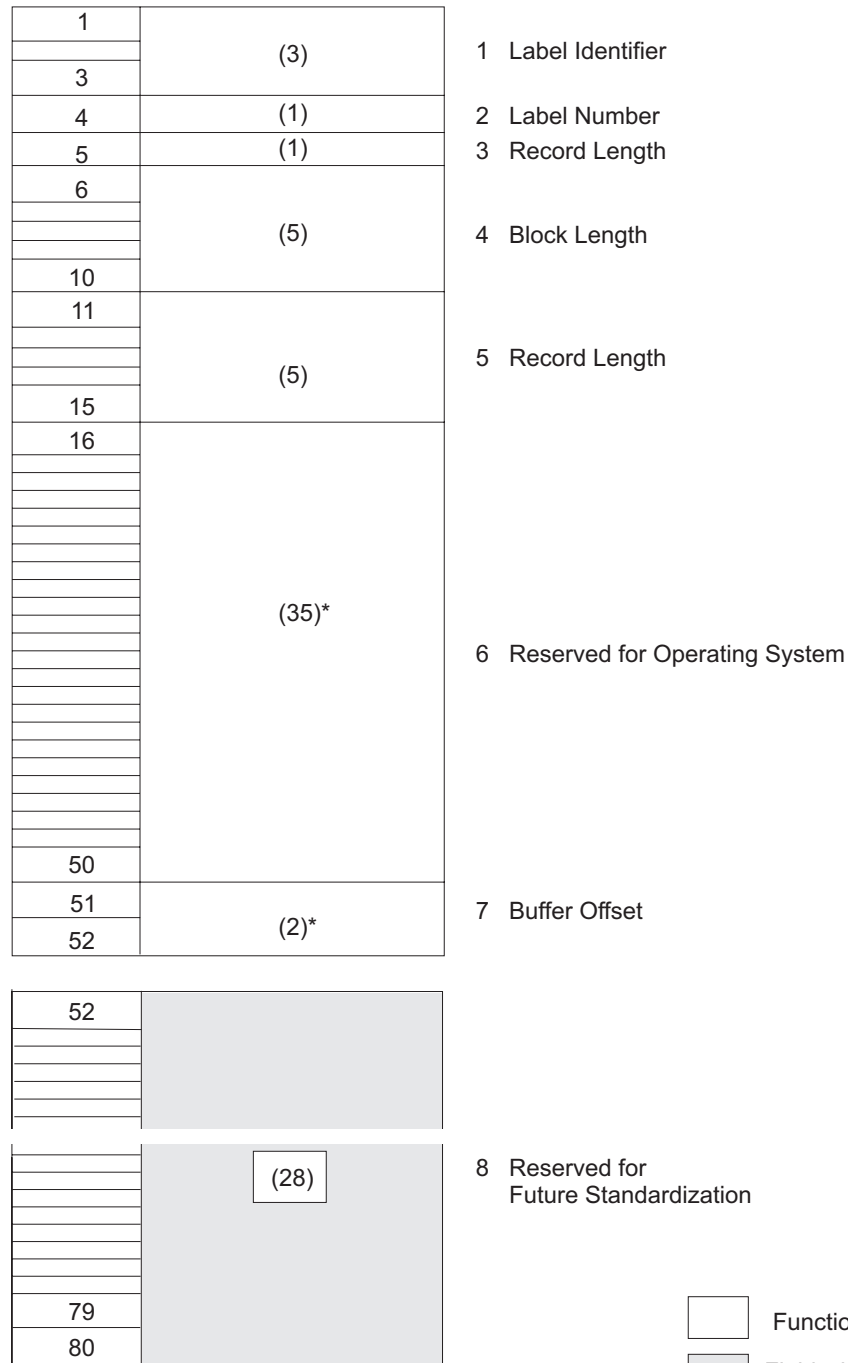 1
(3)
1 Label Identifier
3
4
(1)
2 Label Number
5
(1)
3 Record Length
6
(5)
4 Block Length
10
11
(5)
5 Record Length
15
16
(35)*
6 Reserved for Operating System
50
51
(2)*
7 Buffer Offset
52
52
(28)
8 Reserved for
Future Standardization
79
80